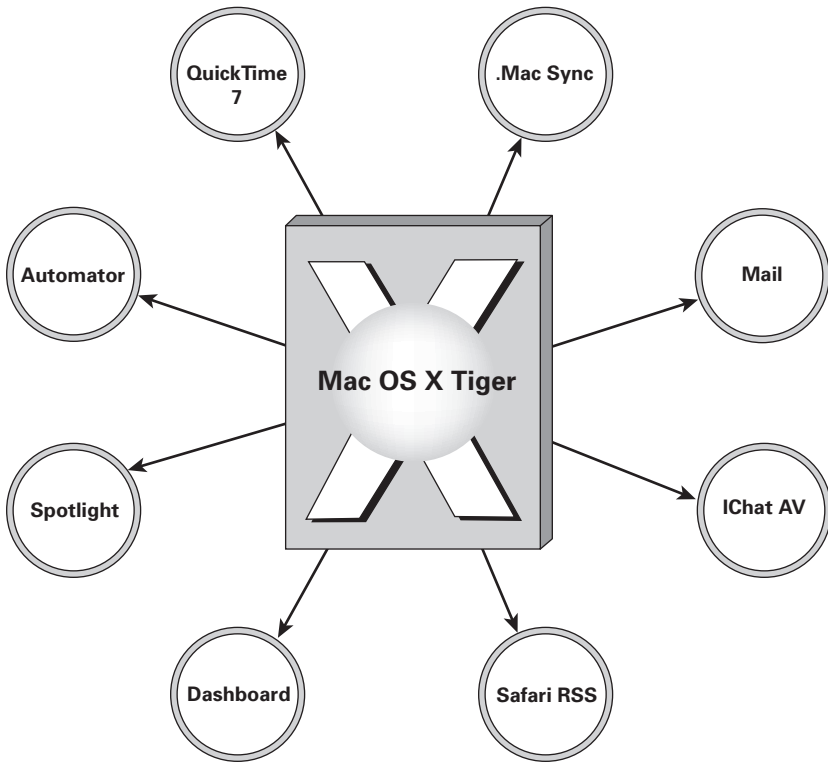 QuickTime
7
.Mac Sync
Automator
Mail
Mac OS X Tiger
Spotlight
IChat AV
Dashboard
Safari RSS